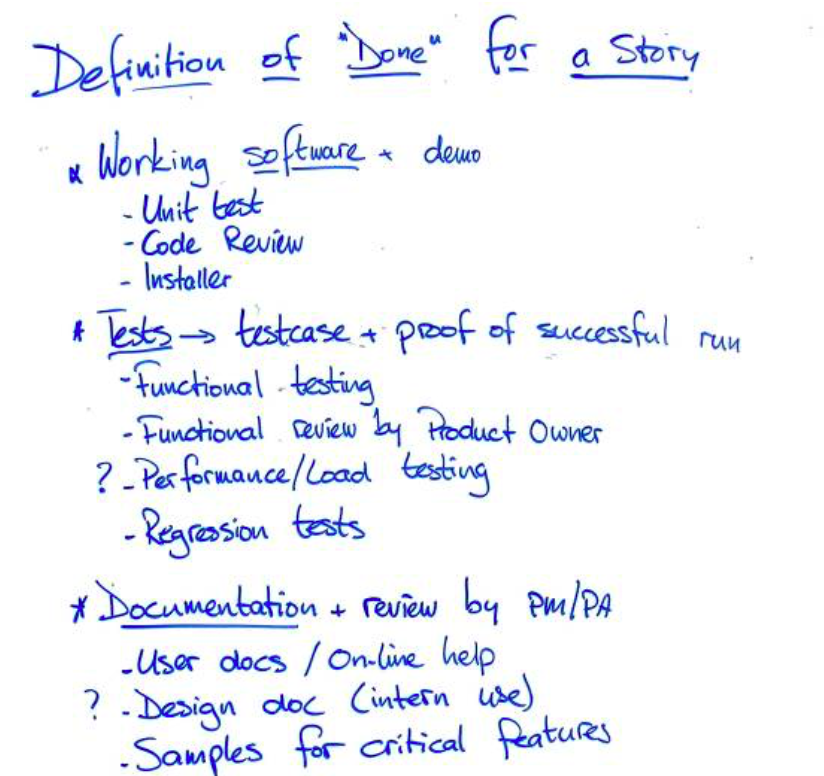 Definition of "Done" for a Story
* Working software + demo
- Unit test
- Code Review
- Installer
* Tests → testcase + proof of successful run
- Functional testing
- Functional review by Product Owner
? - Performance/Load testing
- Regression tests
* Documentation + review by PM/PA
- User docs / On-line help
? - Design doc (intern use)
- Samples for critical features